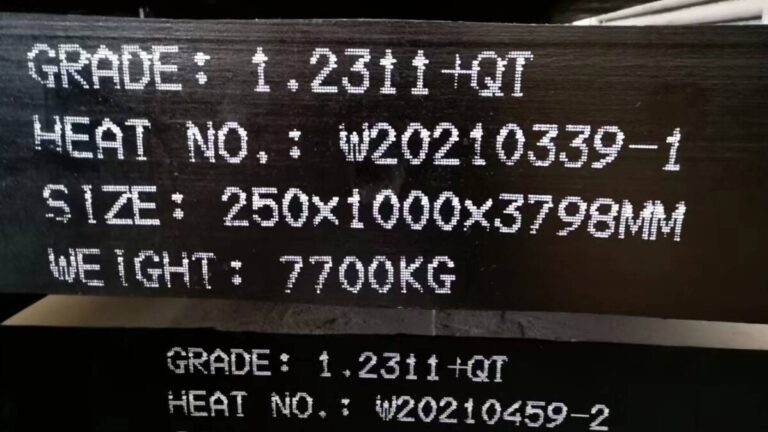 GRADE: 1.2311+QT
HEAT NO.: W20210339-1
SIZE: 250x1000x3798MM
WEIGHT: 7700KG
GRADE: 1.2311+QT
HEAT NO.: W20210459-2